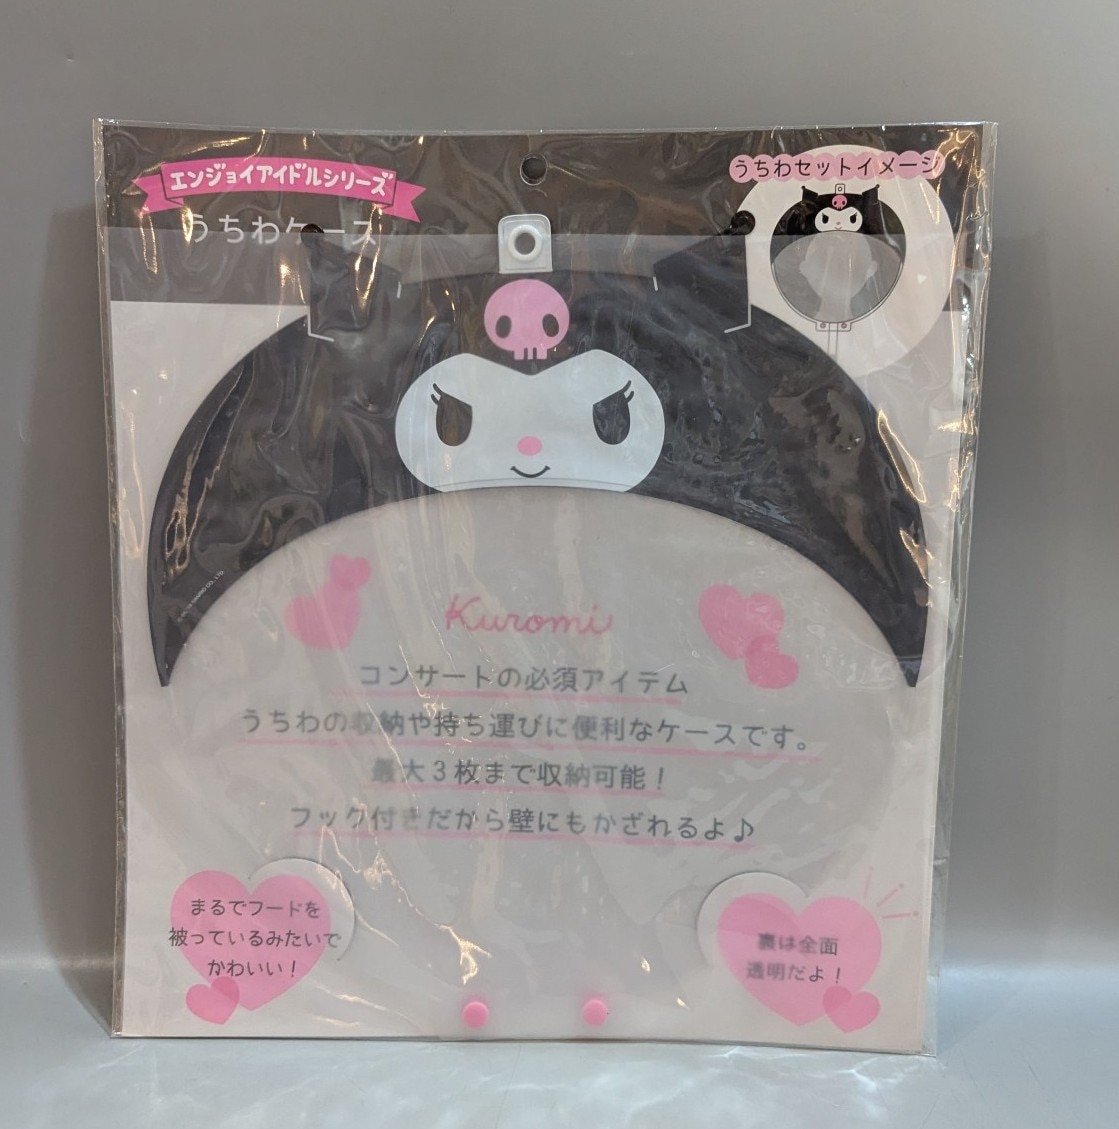 エンジョイアイドルシリーズ
うちわケース
うちわセットイメージ
Kuromi
コンサートの必須アイテム
うちわの収納や持ち運びに便利なケースです。
最大3枚まで収納可能！
フック付きだから壁にもかざれるよ♪
まるでフードを
被っているみたいで
かわいい！
裏は全面
透明だよ！